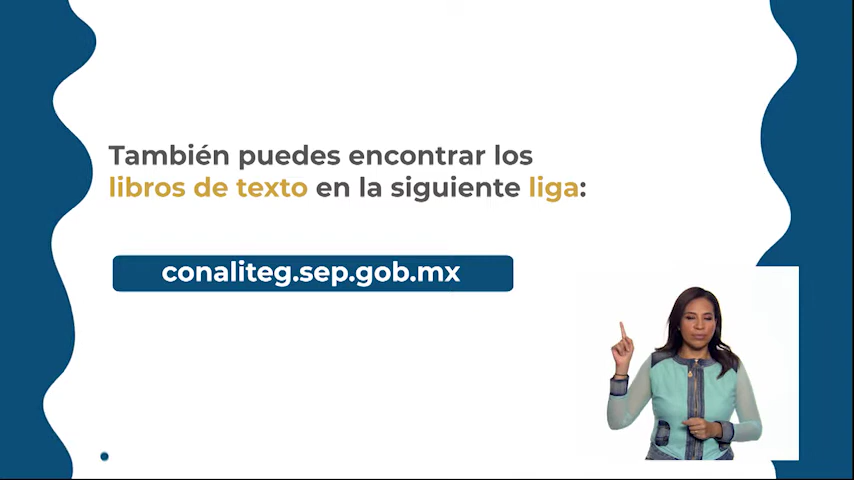 También puedes encontrar los
libros de texto en la siguiente liga:
conaliteg.sep.gob.mx